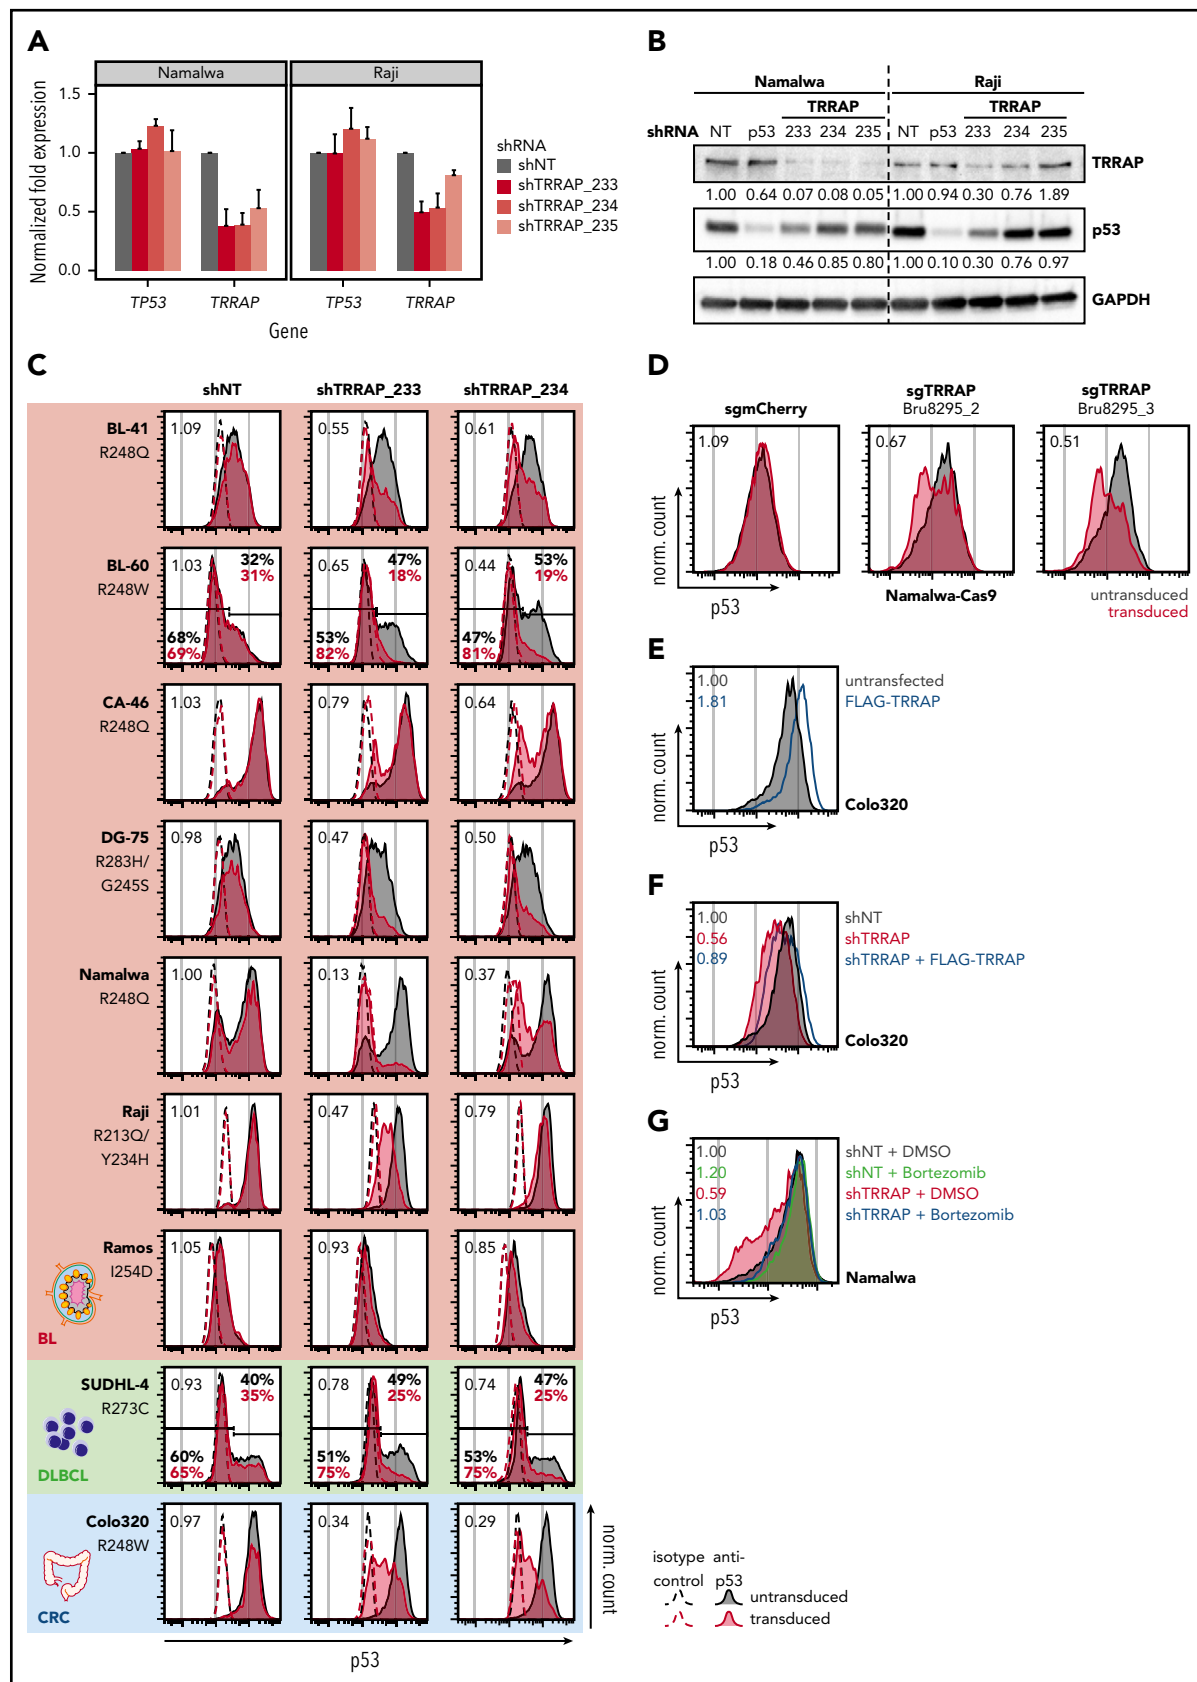 A
Namalwa
Raji
Normalized fold expression
1.5
1.0
0.5
0.0
TP53
TRRAP
TP53
TRRAP
Gene
shRNA
shNT
shTRRAP_233
shTRRAP_234
shTRRAP_235
B
Namalwa
Raji
TRRAP
TRRAP
shRNA NT p53 233 234 235 NT p53 233 234 235
TRRAP
1.00 0.64 0.07 0.08 0.05 1.00 0.94 0.30 0.76 1.89
p53
1.00 0.18 0.46 0.85 0.80 1.00 0.10 0.30 0.76 0.97
GAPDH
C
shNT
shTRRAP_233
shTRRAP_234
BL-41
R248Q
1.09
0.55
0.61
BL-60
R248W
1.03
32%
31%
68%
69%
0.65
47%
18%
53%
82%
0.44
53%
19%
47%
81%
CA-46
R248Q
1.03
0.79
0.64
DG-75
R283H/
G245S
0.98
0.47
0.50
Namalwa
R248Q
1.00
0.13
0.37
Raji
R213Q/
Y234H
1.01
0.47
0.79
Ramos
I254D
1.05
0.93
0.85
BL
SUDHL-4
R273C
0.93
40%
35%
60%
65%
0.78
49%
25%
51%
75%
0.74
47%
25%
53%
75%
DLBCL
Colo320
R248W
0.97
0.34
0.29
CRC
norm. count
p53
D
sgmCherry
sgTRRAP
Bru8295_2
sgTRRAP
Bru8295_3
1.09
0.67
0.51
norm. count
p53
Namalwa-Cas9
untransduced
transduced
E
1.00
untransfected
1.81
FLAG-TRRAP
norm. count
Colo320
p53
F
1.00
shNT
0.56
shTRRAP
0.89
shTRRAP + FLAG-TRRAP
norm. count
Colo320
p53
G
1.00
shNT + DMSO
1.20
shNT + Bortezomib
0.59
shTRRAP + DMSO
1.03
shTRRAP + Bortezomib
norm. count
Namalwa
p53
isotype anti-
control p53
untransduced
transduced